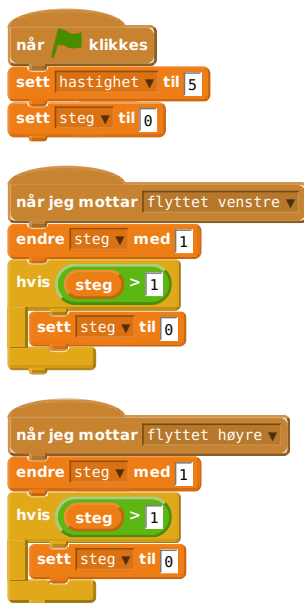 når klikkes
sett hastighet til 5
sett steg til 0
når jeg mottar flyttet venstre
endre steg med 1
hvis steg > 1
sett steg til 0
når jeg mottar flyttet høyre
endre steg med 1
hvis steg > 1
sett steg til 0